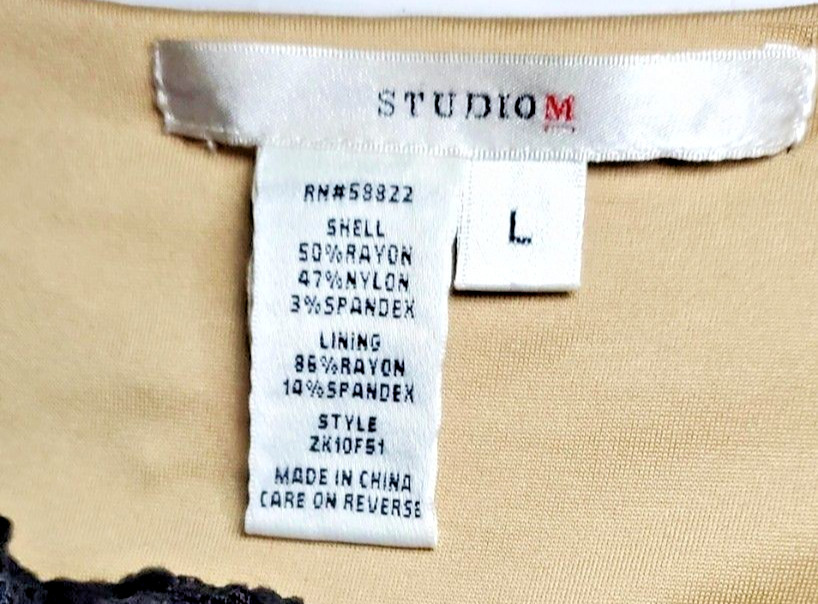 STUDIO M
RN#58822
L
SHELL
50%RAYON
47%NYLON
3%SPANDEX
LINING
86%RAYON
14%SPANDEX
STYLE
ZK10F51
MADE IN CHINA
CARE ON REVERSE